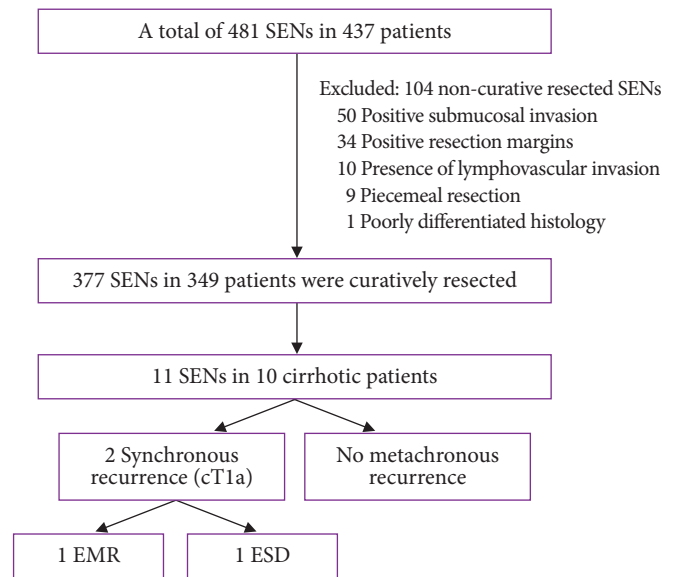 A total of 481 SENs in 437 patients
Excluded: 104 non-curative resected SENs
50 Positive submucosal invasion
34 Positive resection margins
10 Presence of lymphovascular invasion
9 Piecemeal resection
1 Poorly differentiated histology
377 SENs in 349 patients were curatively resected
11 SENs in 10 cirrhotic patients
2 Synchronous
recurrence (cT1a)
No metachronous
recurrence
1 EMR
1 ESD